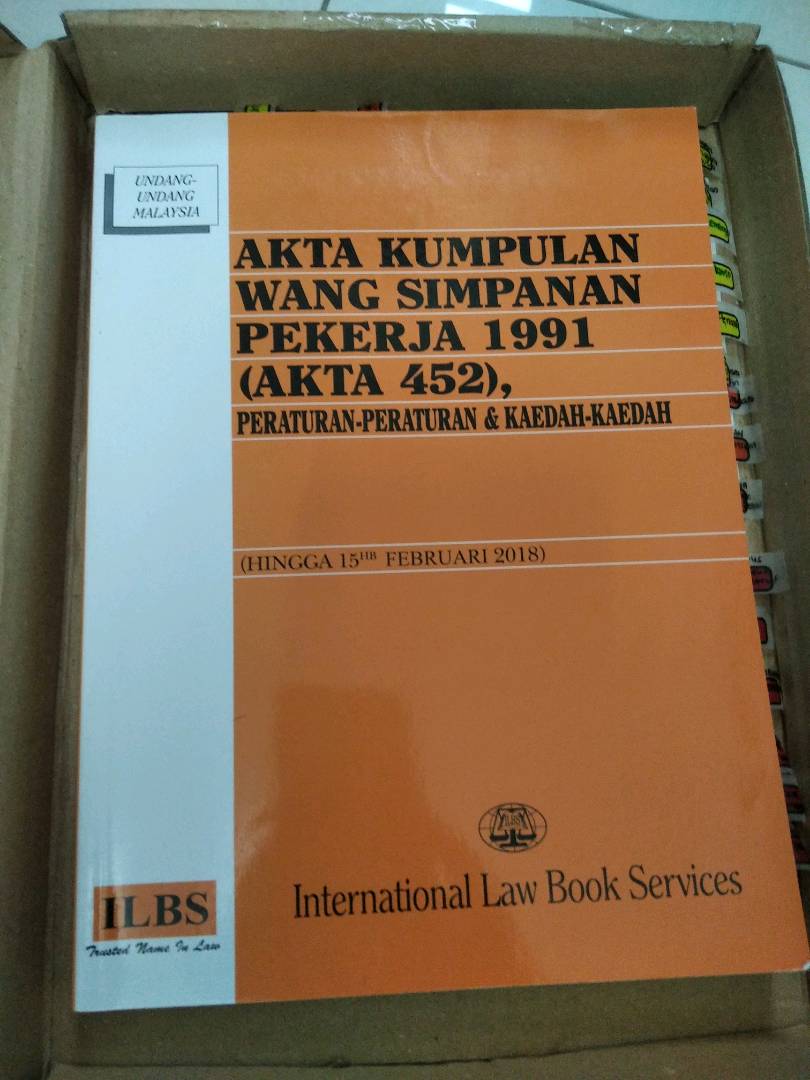 UNDANG-
UNDANG
MALAYSIA
AKTA KUMPULAN
WANG SIMPANAN
PEKERJA 1991
(AKTA 452),
PERATURAN-PERATURAN & KAEDAH-KAEDAH
(HINGGA 15HB FEBRUARI 2018)
International Law Book Services
ILBS
Trusted Name In Law